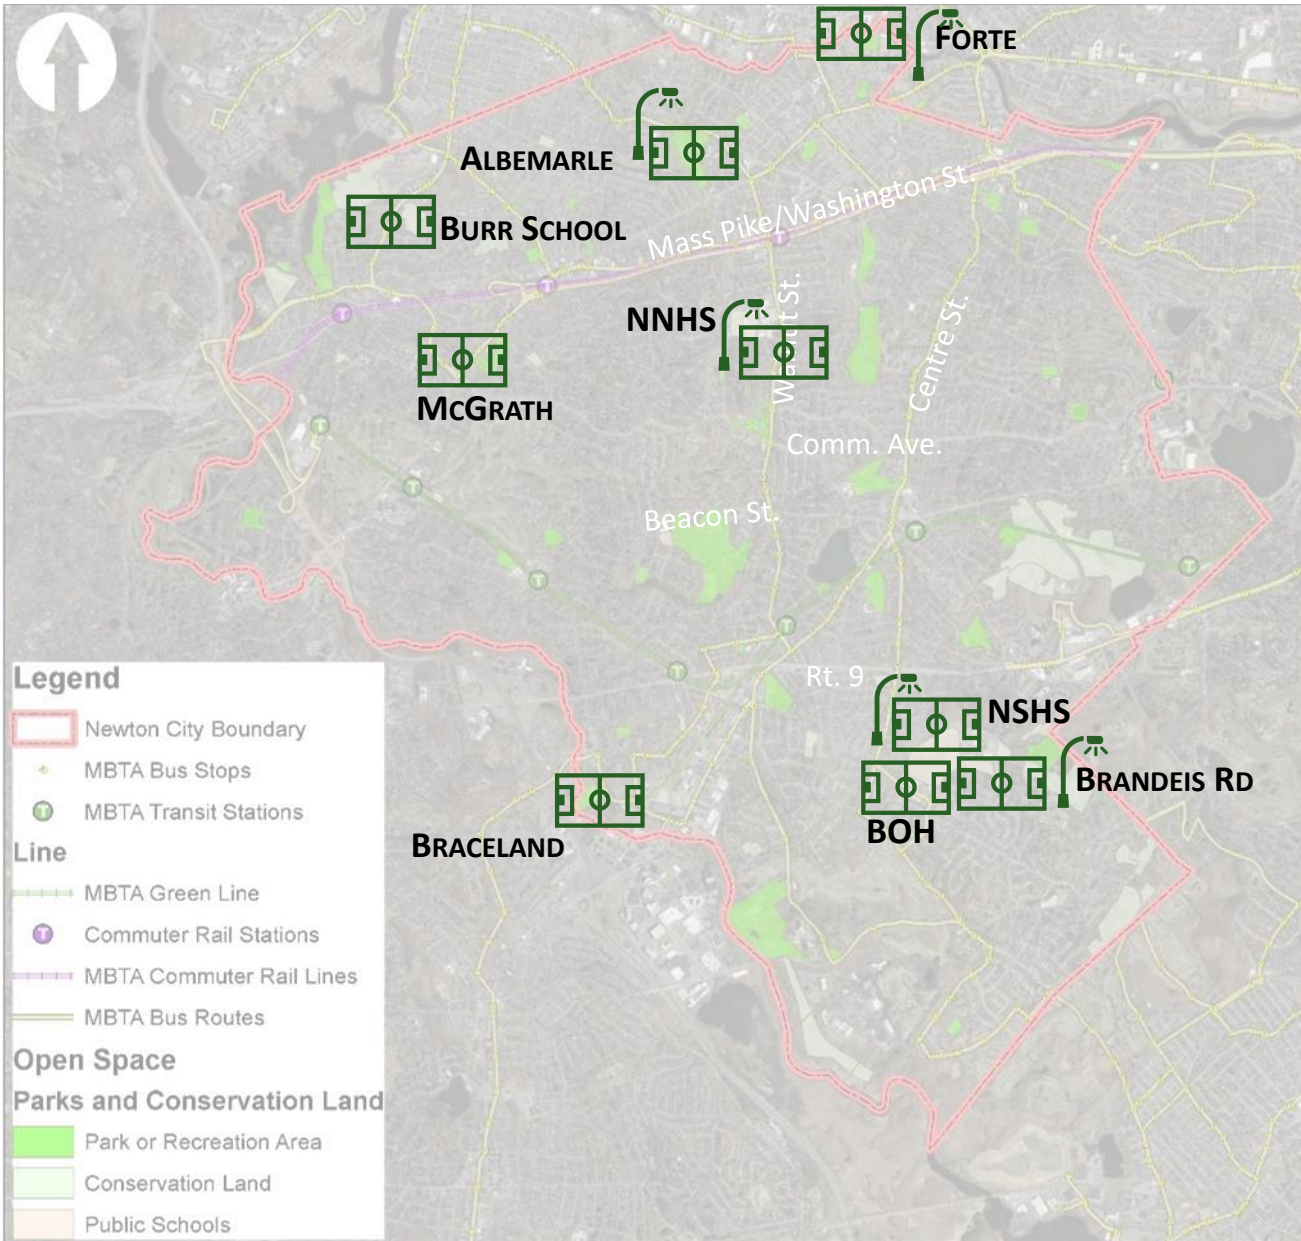 FORTE
ALBEMARLE
BURR SCHOOL
Mass Pike/Washington St.
NNHS
Centre St.
MCGRATH
Comm. Ave.
Beacon St.
Rt. 9
NSHS
BRANDEIS RD
BOH
BRACELAND
Legend
Newton City Boundary
MBTA Bus Stops
T MBTA Transit Stations
Line
MBTA Green Line
T Commuter Rail Stations
MBTA Commuter Rail Lines
MBTA Bus Routes
Open Space
Parks and Conservation Land
Park or Recreation Area
Conservation Land
Public Schools